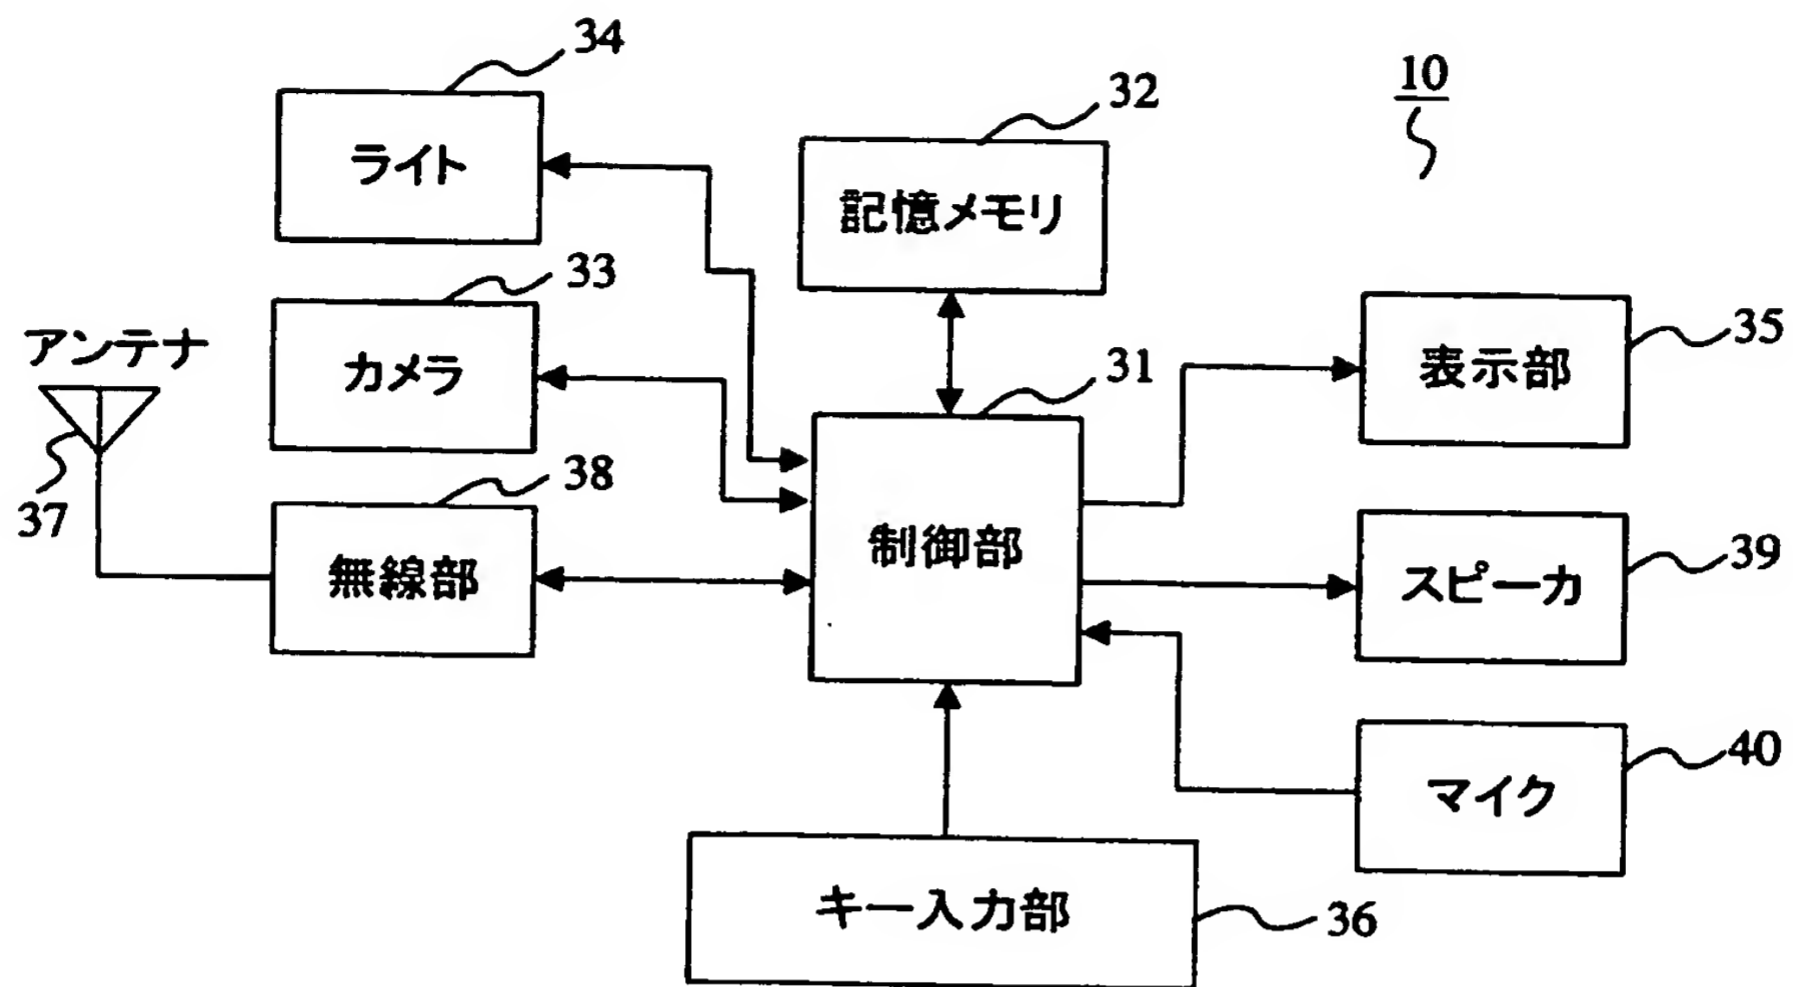 34
ライト
32
記憶メモリ
10
33
カメラ
アンテナ
37
38
無線部
31
制御部
35
表示部
39
スピーカ
40
マイク
キー入力部
36